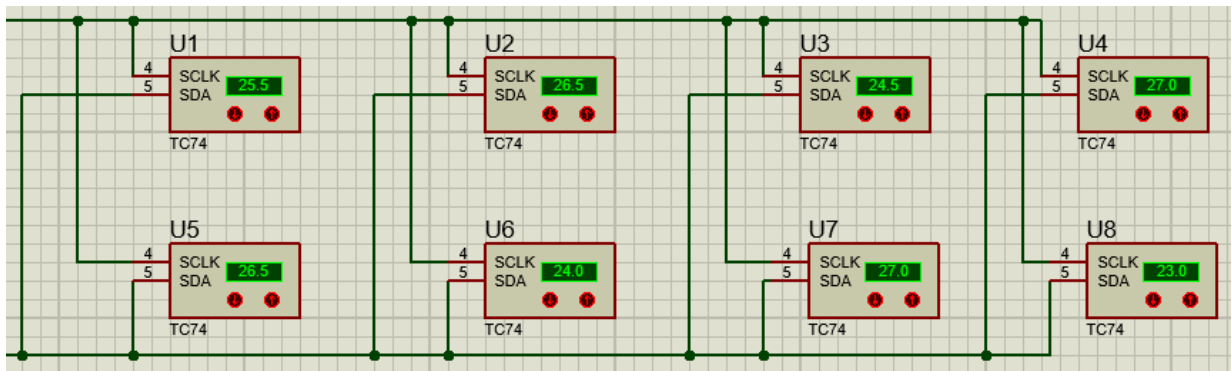 U1
4 SCLK 25.5
5 SDA
TC74
U2
4 SCLK 26.5
5 SDA
TC74
U3
4 SCLK 24.5
5 SDA
TC74
U4
4 SCLK 27.0
5 SDA
TC74
U5
4 SCLK 26.5
5 SDA
TC74
U6
4 SCLK 24.0
5 SDA
TC74
U7
4 SCLK 27.0
5 SDA
TC74
U8
4 SCLK 23.0
5 SDA
TC74